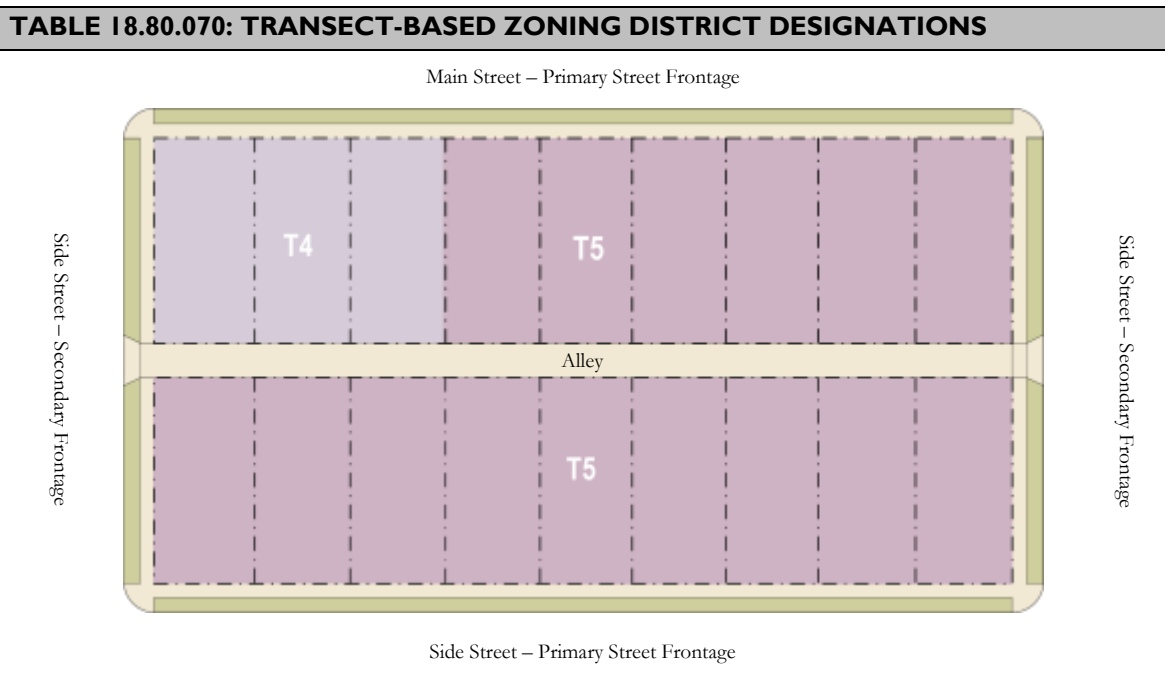 TABLE 18.80.070: TRANSECT-BASED ZONING DISTRICT DESIGNATIONS
Main Street – Primary Street Frontage
Side Street – Secondary Frontage
T4
T5
Side Street – Secondary Frontage
Alley
T5
Side Street – Primary Street Frontage